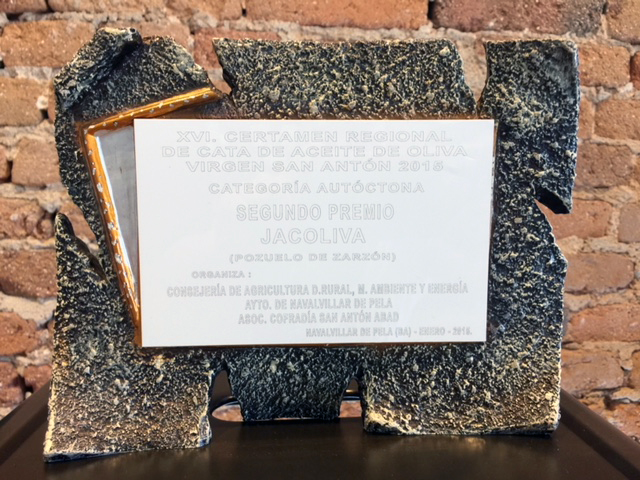 XVI. CERTAMEN REGIONAL
DE CATA DE ACEITE DE OLIVA
VIRGEN SAN ANTÓN 2015
CATEGORÍA AUTÓCTONA
SEGUNDO PREMIO
JACOLIVA
(POZUELO DE ZARZÓN)
ORGANIZA :
CONSEJERÍA DE AGRICULTURA D.RURAL, M. AMBIENTE Y ENERGÍA
AYTO. DE NAVALVILLAR DE PELA
ASOC. COFRADÍA SAN ANTÓN ABAD
NAVALVILLAR DE PELA (BA) - ENERO - 2015.